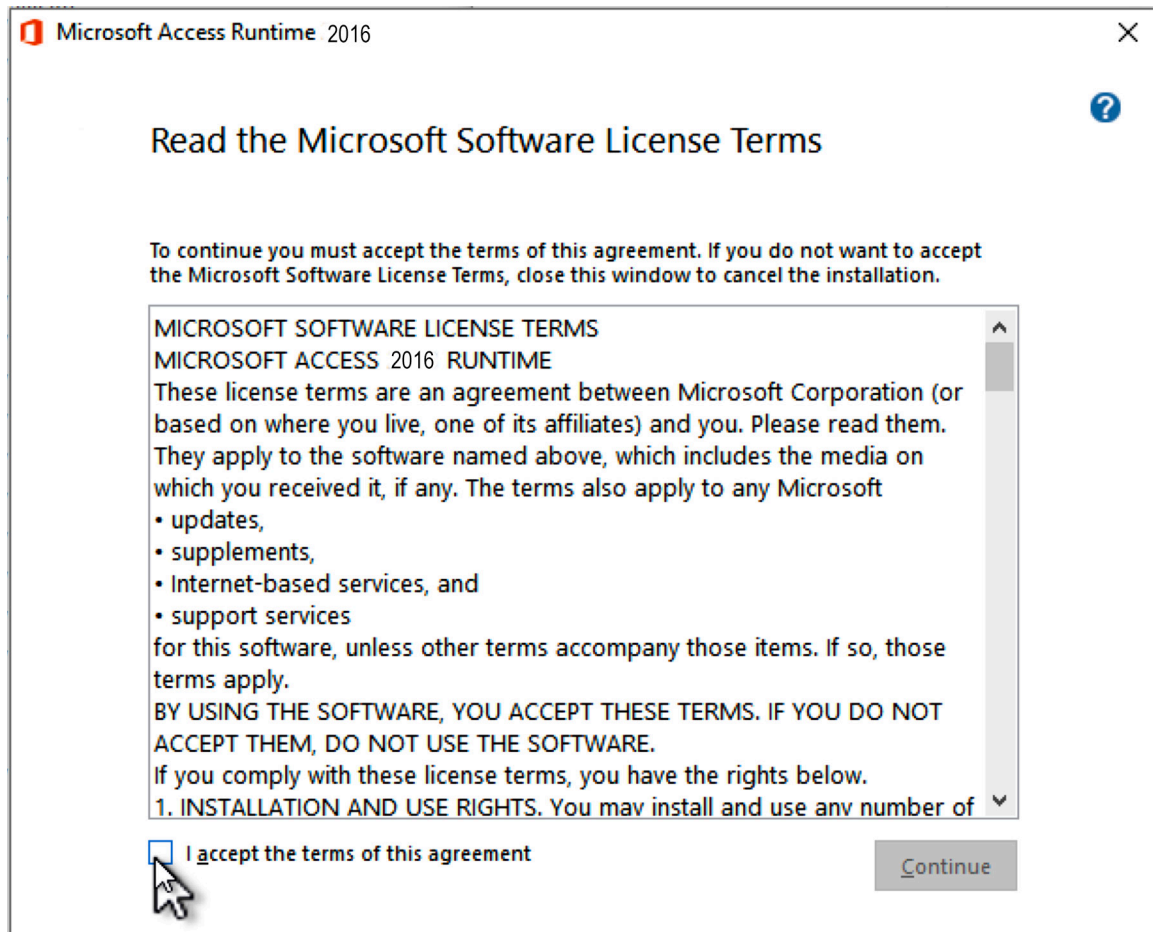 Microsoft Access Runtime 2016
Read the Microsoft Software License Terms
To continue you must accept the terms of this agreement. If you do not want to accept
the Microsoft Software License Terms, close this window to cancel the installation.
MICROSOFT SOFTWARE LICENSE TERMS
MICROSOFT ACCESS 2016 RUNTIME
These license terms are an agreement between Microsoft Corporation (or
based on where you live, one of its affiliates) and you. Please read them.
They apply to the software named above, which includes the media on
which you received it, if any. The terms also apply to any Microsoft
• updates,
• supplements,
• Internet-based services, and
• support services
for this software, unless other terms accompany those items. If so, those
terms apply.
BY USING THE SOFTWARE, YOU ACCEPT THESE TERMS. IF YOU DO NOT
ACCEPT THEM, DO NOT USE THE SOFTWARE.
If you comply with these license terms, you have the rights below.
1. INSTALLATION AND USE RIGHTS. You may install and use any number of
I accept the terms of this agreement
Continue